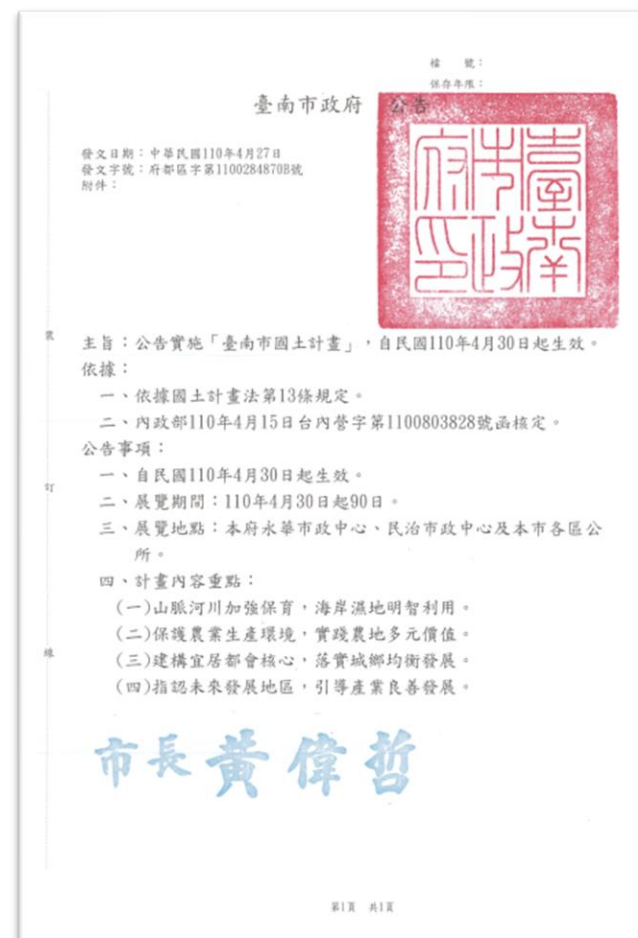 檔　　號：
保存年限：
臺南市政府　公告
臺南市政府印
發文日期：中華民國110年4月27日
發文字號：府都區字第1100284870B號
附件：
主旨：公告實施「臺南市國土計畫」，自民國110年4月30日起生效。
依據：
一、依據國土計畫法第13條規定。
二、內政部110年4月15日台內營字第1100803828號函核定。
公告事項：
一、自民國110年4月30日起生效。
二、展覽期間：110年4月30日起90日。
三、展覽地點：本府永華市政中心、民治市政中心及本市各區公
所。
四、計畫內容重點：
(一)山脈河川加強保育，海岸濕地明智利用。
(二)保護農業生產環境，實踐農地多元價值。
(三)建構宜居都會核心，落實城鄉均衡發展。
(四)指認未來發展地區，引導產業良善發展。
市長 黃偉哲
裝
訂
線
第1頁　共1頁